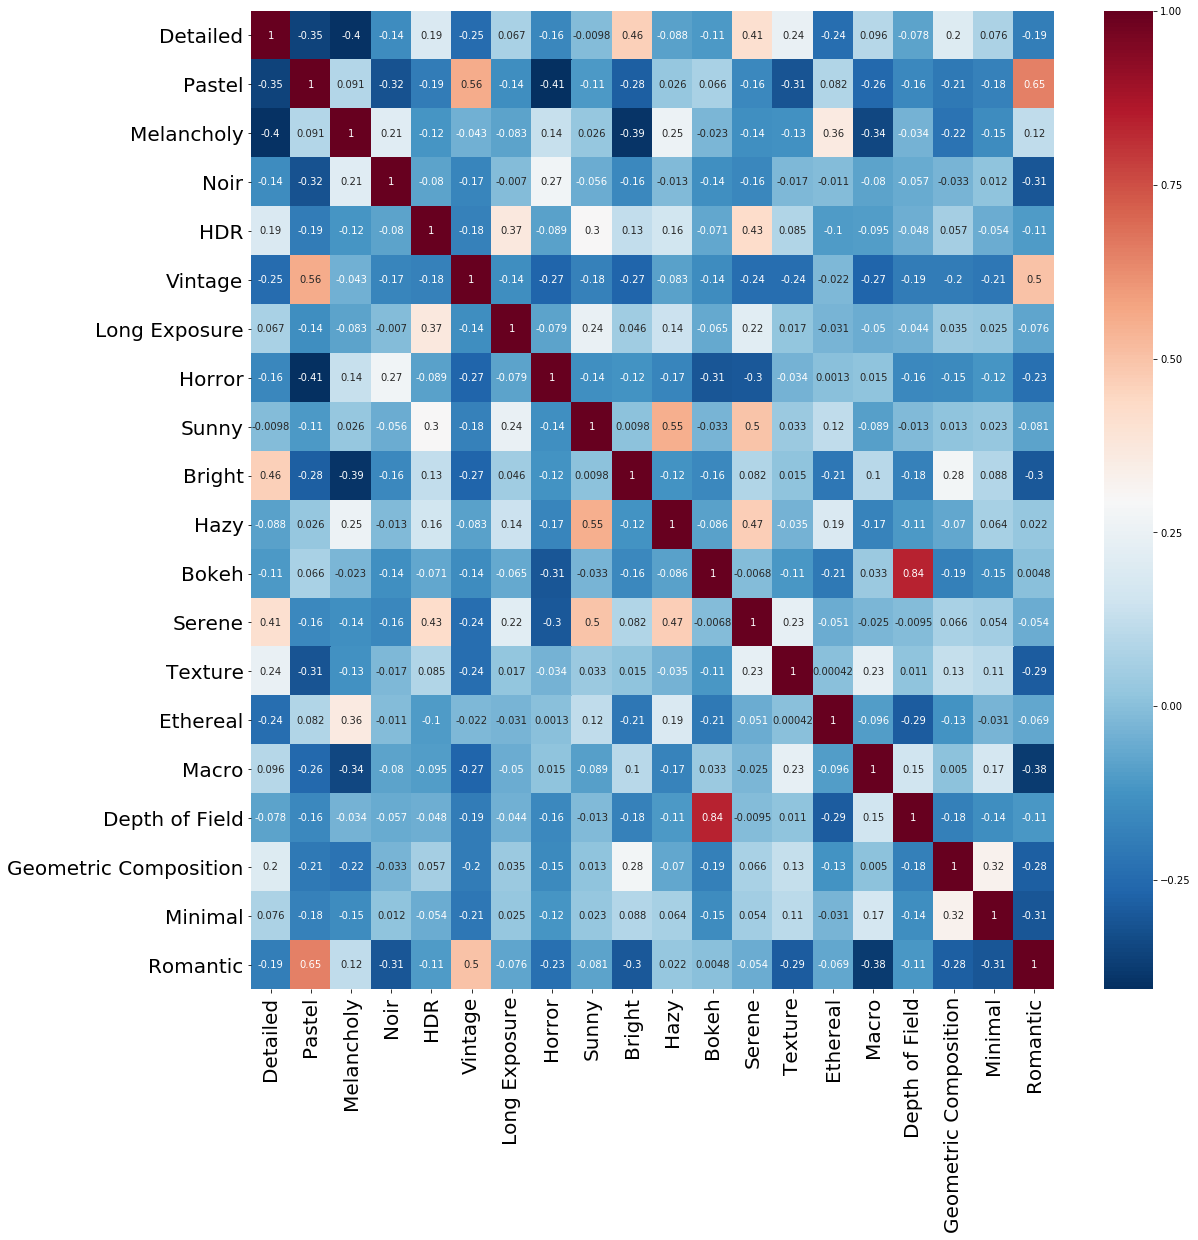 Detailed 1 -0.35 -0.4 -0.14 0.19 -0.25 0.067 -0.16 -0.0098 0.46 -0.088 -0.11 0.41 0.24 -0.24 0.096 -0.078 0.2 0.076 -0.19
Pastel -0.35 1 0.091 -0.32 -0.19 0.56 -0.14 -0.41 -0.11 -0.28 0.026 0.066 -0.16 -0.31 0.082 -0.26 -0.16 -0.21 -0.18 0.65
Melancholy -0.4 0.091 1 0.21 -0.12 -0.043 -0.083 0.14 0.026 -0.39 0.25 -0.023 -0.14 -0.13 0.36 -0.34 -0.034 -0.22 -0.15 0.12
Noir -0.14 -0.32 0.21 1 -0.08 -0.17 -0.007 0.27 -0.056 -0.16 -0.013 -0.14 -0.16 -0.017 -0.011 -0.08 -0.057 -0.033 0.012 -0.31
HDR 0.19 -0.19 -0.12 -0.08 1 -0.18 0.37 -0.089 0.3 0.13 0.16 -0.071 0.43 0.085 -0.1 -0.095 -0.048 0.057 -0.054 -0.11
Vintage -0.25 0.56 -0.043 -0.17 -0.18 1 -0.14 -0.27 -0.18 -0.27 -0.083 -0.14 -0.24 -0.24 -0.022 -0.27 -0.19 -0.2 -0.21 0.5
Long Exposure 0.067 -0.14 -0.083 -0.007 0.37 -0.14 1 -0.079 0.24 0.046 0.14 -0.065 0.22 0.017 -0.031 -0.05 -0.044 0.035 0.025 -0.076
Horror -0.16 -0.41 0.14 0.27 -0.089 -0.27 -0.079 1 -0.14 -0.12 -0.17 -0.31 -0.3 -0.034 0.0013 0.015 -0.16 -0.15 -0.12 -0.23
Sunny -0.0098 -0.11 0.026 -0.056 0.3 -0.18 0.24 -0.14 1 0.0098 0.55 -0.033 0.5 0.033 0.12 -0.089 -0.013 0.013 0.023 -0.081
Bright 0.46 -0.28 -0.39 -0.16 0.13 -0.27 0.046 -0.12 0.0098 1 -0.12 -0.16 0.082 0.015 -0.21 0.1 -0.18 0.28 0.088 -0.3
Hazy -0.088 0.026 0.25 -0.013 0.16 -0.083 0.14 -0.17 0.55 -0.12 1 -0.086 0.47 -0.035 0.19 -0.17 -0.11 -0.07 0.064 0.022
Bokeh -0.11 0.066 -0.023 -0.14 -0.071 -0.14 -0.065 -0.31 -0.033 -0.16 -0.086 1 -0.0068 -0.11 -0.21 0.033 0.84 -0.19 -0.15 0.0048
Serene 0.41 -0.16 -0.14 -0.16 0.43 -0.24 0.22 -0.3 0.5 0.082 0.47 -0.0068 1 0.23 -0.051 -0.025 -0.0095 0.066 0.054 -0.054
Texture 0.24 -0.31 -0.13 -0.017 0.085 -0.24 0.017 -0.034 0.033 0.015 -0.035 -0.11 0.23 1 0.00042 0.23 0.011 0.13 0.11 -0.29
Ethereal -0.24 0.082 0.36 -0.011 -0.1 -0.022 -0.031 0.0013 0.12 -0.21 0.19 -0.21 -0.051 0.00042 1 -0.096 -0.29 -0.13 -0.031 -0.069
Macro 0.096 -0.26 -0.34 -0.08 -0.095 -0.27 -0.05 0.015 -0.089 0.1 -0.17 0.033 -0.025 0.23 -0.096 1 0.15 0.005 0.17 -0.38
Depth of Field -0.078 -0.16 -0.034 -0.057 -0.048 -0.19 -0.044 -0.16 -0.013 -0.18 -0.11 0.84 -0.0095 0.011 -0.29 0.15 1 -0.18 -0.14 -0.11
Geometric Composition 0.2 -0.21 -0.22 -0.033 0.057 -0.2 0.035 -0.15 0.013 0.28 -0.07 -0.19 0.066 0.13 -0.13 0.005 -0.18 1 0.32 -0.28
Minimal 0.076 -0.18 -0.15 0.012 -0.054 -0.21 0.025 -0.12 0.023 0.088 0.064 -0.15 0.054 0.11 -0.031 0.17 -0.14 0.32 1 -0.31
Romantic -0.19 0.65 0.12 -0.31 -0.11 0.5 -0.076 -0.23 -0.081 -0.3 0.022 0.0048 -0.054 -0.29 -0.069 -0.38 -0.11 -0.28 -0.31 1
Detailed
Pastel
Melancholy
Noir
HDR
Vintage
Long Exposure
Horror
Sunny
Bright
Hazy
Bokeh
Serene
Texture
Ethereal
Macro
Depth of Field
Geometric Composition
Minimal
Romantic
1.00
0.75
0.50
0.25
0.00
−0.25